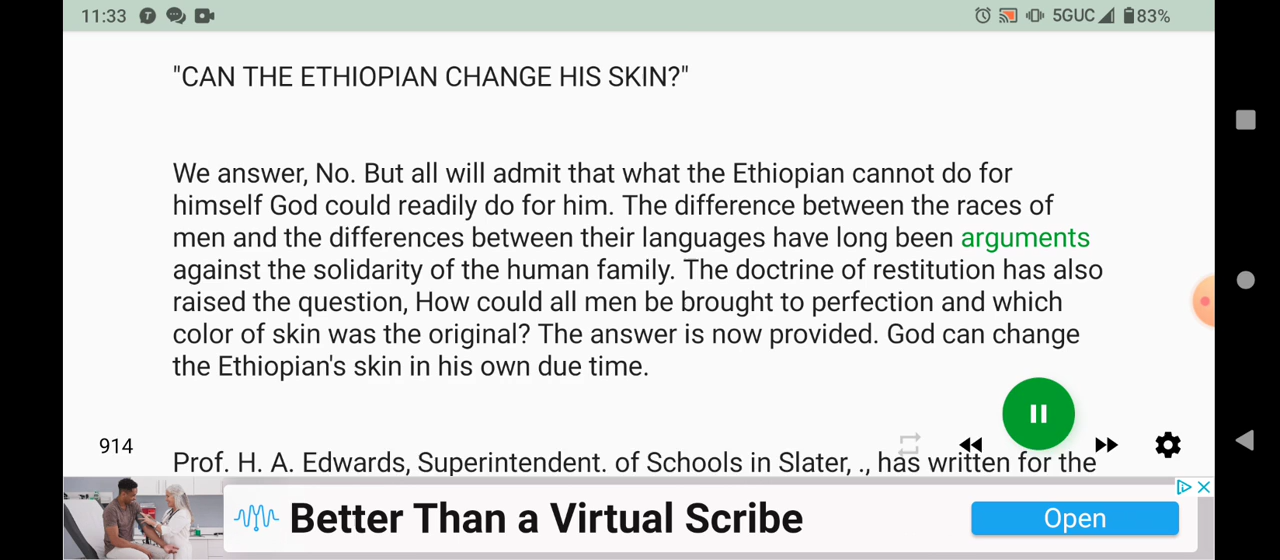 11:33
5GUC 83%
"CAN THE ETHIOPIAN CHANGE HIS SKIN?"
We answer, No. But all will admit that what the Ethiopian cannot do for
himself God could readily do for him. The difference between the races of
men and the differences between their languages have long been arguments
against the solidarity of the human family. The doctrine of restitution has also
raised the question, How could all men be brought to perfection and which
color of skin was the original? The answer is now provided. God can change
the Ethiopian's skin in his own due time.
914
Prof. H. A. Edwards, Superintendent. of Schools in Slater, ., has written for the
Better Than a Virtual Scribe
Open